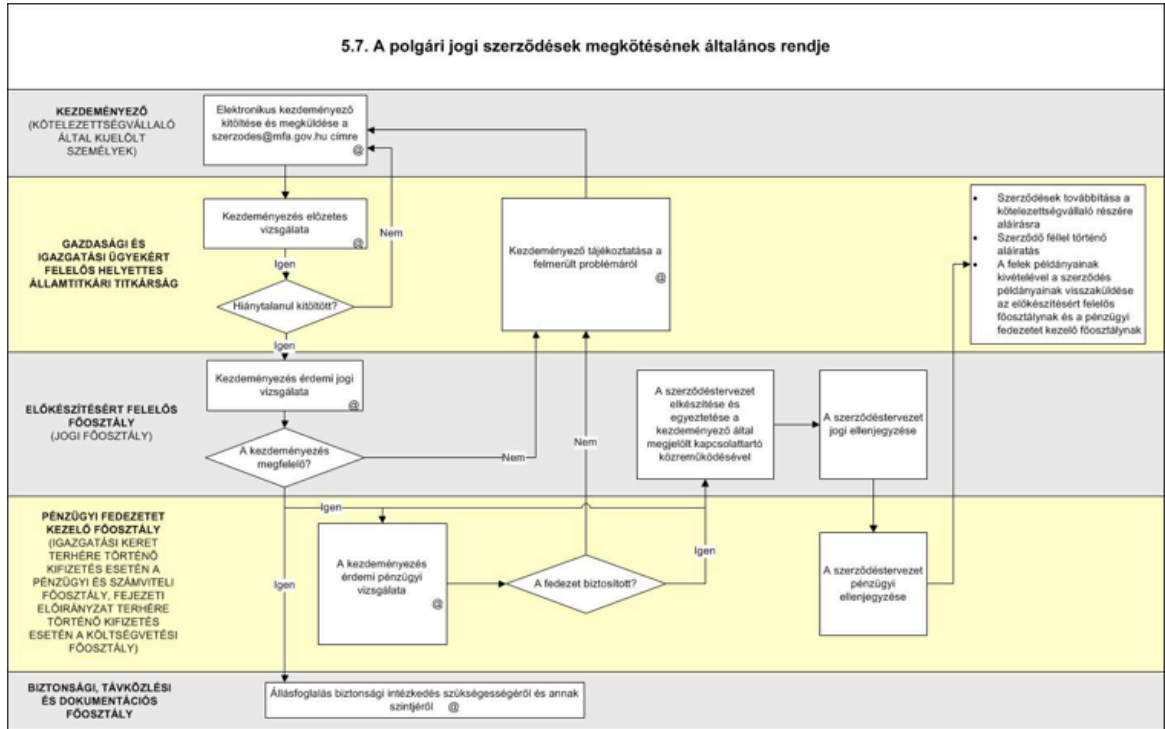 5.7. A polgári jogi szerződések megkötésének általános rendje
KEZDEMÉNYEZŐ
(KÖTELEZETTSÉGVÁLLALÓ
ÁLTAL KIJELÖLT
SZEMÉLYEK)
Elektronikus kezdeményező
kitöltése és megküldése a
szerzodes@mfa.gov.hu címre
@
GAZDASÁGI ÉS
IGAZGATÁSI ÜGYEKÉRT
FELELŐS HELYETTES
ÁLLAMTITKÁRI TITKÁRSÁG
Kezdeményezés előzetes
vizsgálata
@
Igen
Hiánytalanul kitöltött?
Nem
Igen
Kezdeményező tájékoztatása a
felmerült problémáról
@
• Szerződések továbbítása a
kötelezettségvállaló részére
aláírásra
• Szerződő féllel történő
aláíratás
• A felek példányainak
kivételével a szerződés
példányainak visszaküldése
az előkészítésért felelős
főosztálynak és a pénzügyi
fedezetet kezelő főosztálynak
ELŐKÉSZÍTÉSÉRT FELELŐS
FŐOSZTÁLY
(JOGI FŐOSZTÁLY)
Kezdeményezés érdemi jogi
vizsgálata
@
A kezdeményezés
megfelelő?
Nem
Nem
A szerződéstervezet
elkészítése és
egyeztetése a
kezdeményező által
megjelölt kapcsolattartó
közreműködésével
A szerződéstervezet
jogi ellenjegyzése
PÉNZÜGYI FEDEZETET
KEZELŐ FŐOSZTÁLY
(IGAZGATÁSI KERET
TERHÉRE TÖRTÉNŐ
KIFIZETÉS ESETÉN A
PÉNZÜGYI ÉS SZÁMVITELI
FŐOSZTÁLY, FEJEZETI
ELŐIRÁNYZAT TERHÉRE
TÖRTÉNŐ KIFIZETÉS
ESETÉN A KÖLTSÉGVETÉSI
FŐOSZTÁLY)
Igen
Igen
A kezdeményezés
érdemi pénzügyi
vizsgálata
@
A fedezet biztosított?
Igen
A szerződéstervezet
pénzügyi
ellenjegyzése
BIZTONSÁGI, TÁVKÖZLÉSI
ÉS DOKUMENTÁCIÓS
FŐOSZTÁLY
Állásfoglalás biztonsági intézkedés szükségességéről és annak
szintjéről @